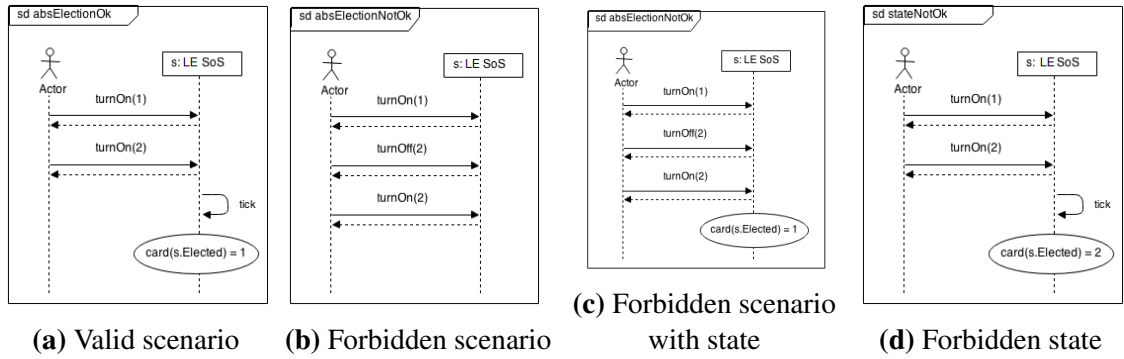 sd absElectionOk
Actor
s: LE SoS
turnOn(1)
turnOn(2)
tick
card(s.Elected) = 1
(a) Valid scenario
sd absElectionNotOk
Actor
s: LE SoS
turnOn(1)
turnOff(2)
turnOn(2)
(b) Forbidden scenario
sd absElectionNotOk
Actor
s: LE SoS
turnOn(1)
turnOff(2)
turnOn(2)
card(s.Elected) = 1
(c) Forbidden scenario
with state
sd stateNotOk
Actor
s: LE SoS
turnOn(1)
turnOn(2)
tick
card(s.Elected) = 2
(d) Forbidden state